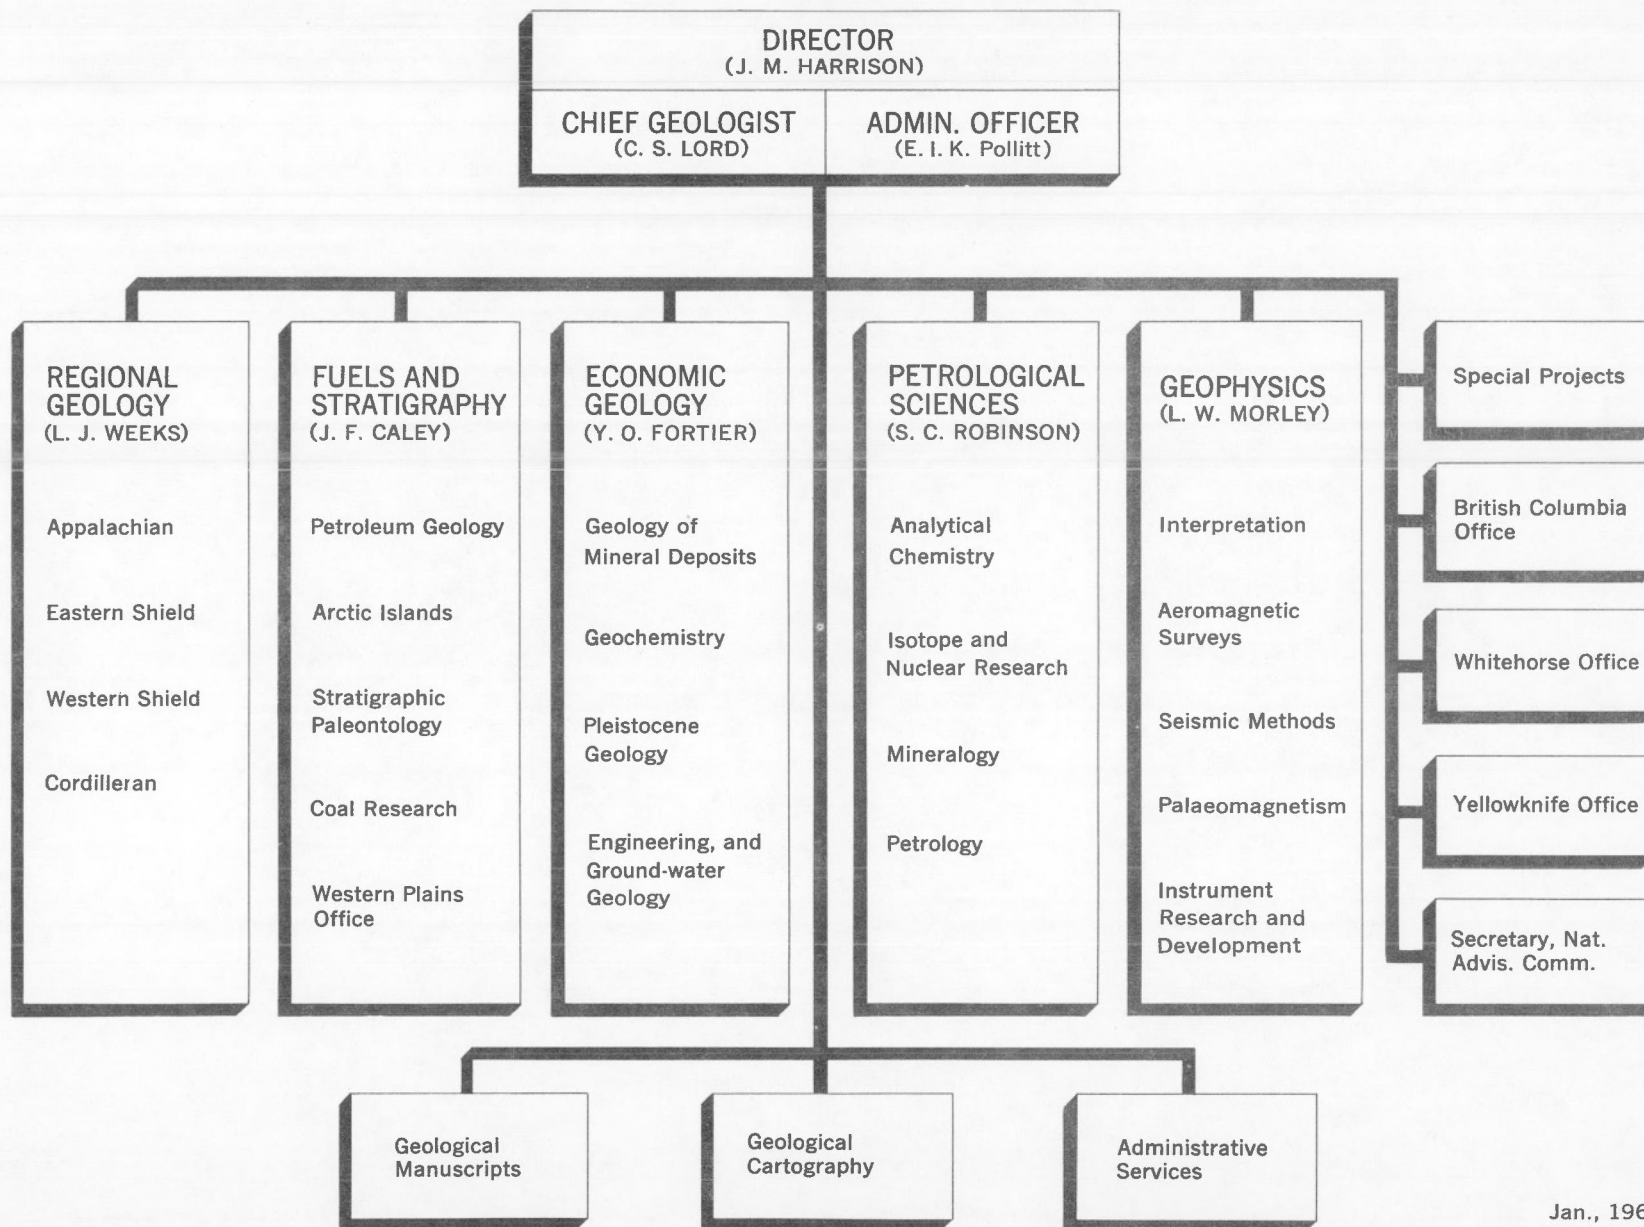 DIRECTOR
(J. M. HARRISON)
CHIEF GEOLOGIST
(C. S. LORD)
ADMIN. OFFICER
(E. I. K. Pollitt)
REGIONAL
GEOLOGY
(L. J. WEEKS)
Appalachian
Eastern Shield
Western Shield
Cordilleran
FUELS AND
STRATIGRAPHY
(J. F. CALEY)
Petroleum Geology
Arctic Islands
Stratigraphic
Paleontology
Coal Research
Western Plains
Office
ECONOMIC
GEOLOGY
(Y. O. FORTIER)
Geology of
Mineral Deposits
Geochemistry
Pleistocene
Geology
Engineering, and
Ground-water
Geology
PETROLOGICAL
SCIENCES
(S. C. ROBINSON)
Analytical
Chemistry
Isotope and
Nuclear Research
Mineralogy
Petrology
GEOPHYSICS
(L. W. MORLEY)
Interpretation
Aeromagnetic
Surveys
Seismic Methods
Palaeomagnetism
Instrument
Research and
Development
Special Projects
British Columbia
Office
Whitehorse Office
Yellowknife Office
Secretary, Nat.
Advis. Comm.
Geological
Manuscripts
Geological
Cartography
Administrative
Services
Jan.,